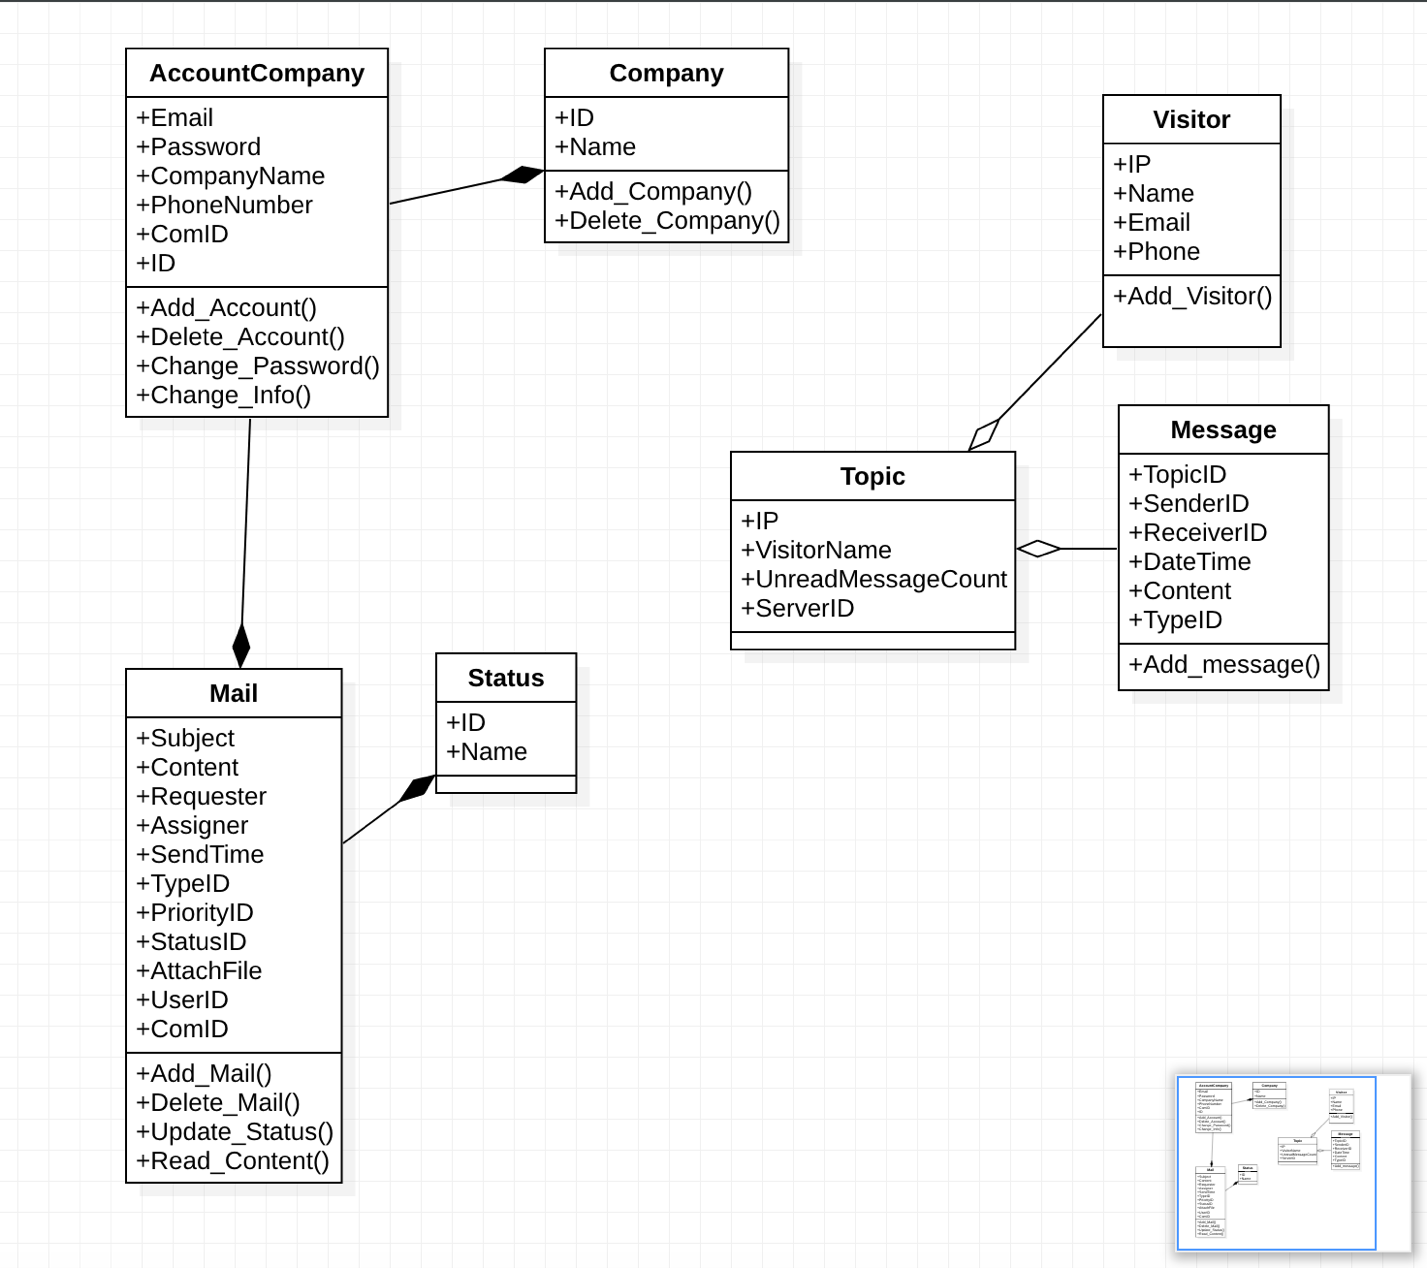 AccountCompany
+Email
+Password
+CompanyName
+PhoneNumber
+ComID
+ID
+Add_Account()
+Delete_Account()
+Change_Password()
+Change_Info()
Company
+ID
+Name
+Add_Company()
+Delete_Company()
Visitor
+IP
+Name
+Email
+Phone
+Add_Visitor()
Topic
+IP
+VisitorName
+UnreadMessageCount
+ServerID
Message
+TopicID
+SenderID
+ReceiverID
+DateTime
+Content
+TypeID
+Add_message()
Mail
+Subject
+Content
+Requester
+Assigner
+SendTime
+TypeID
+PriorityID
+StatusID
+AttachFile
+UserID
+ComID
+Add_Mail()
+Delete_Mail()
+Update_Status()
+Read_Content()
Status
+ID
+Name